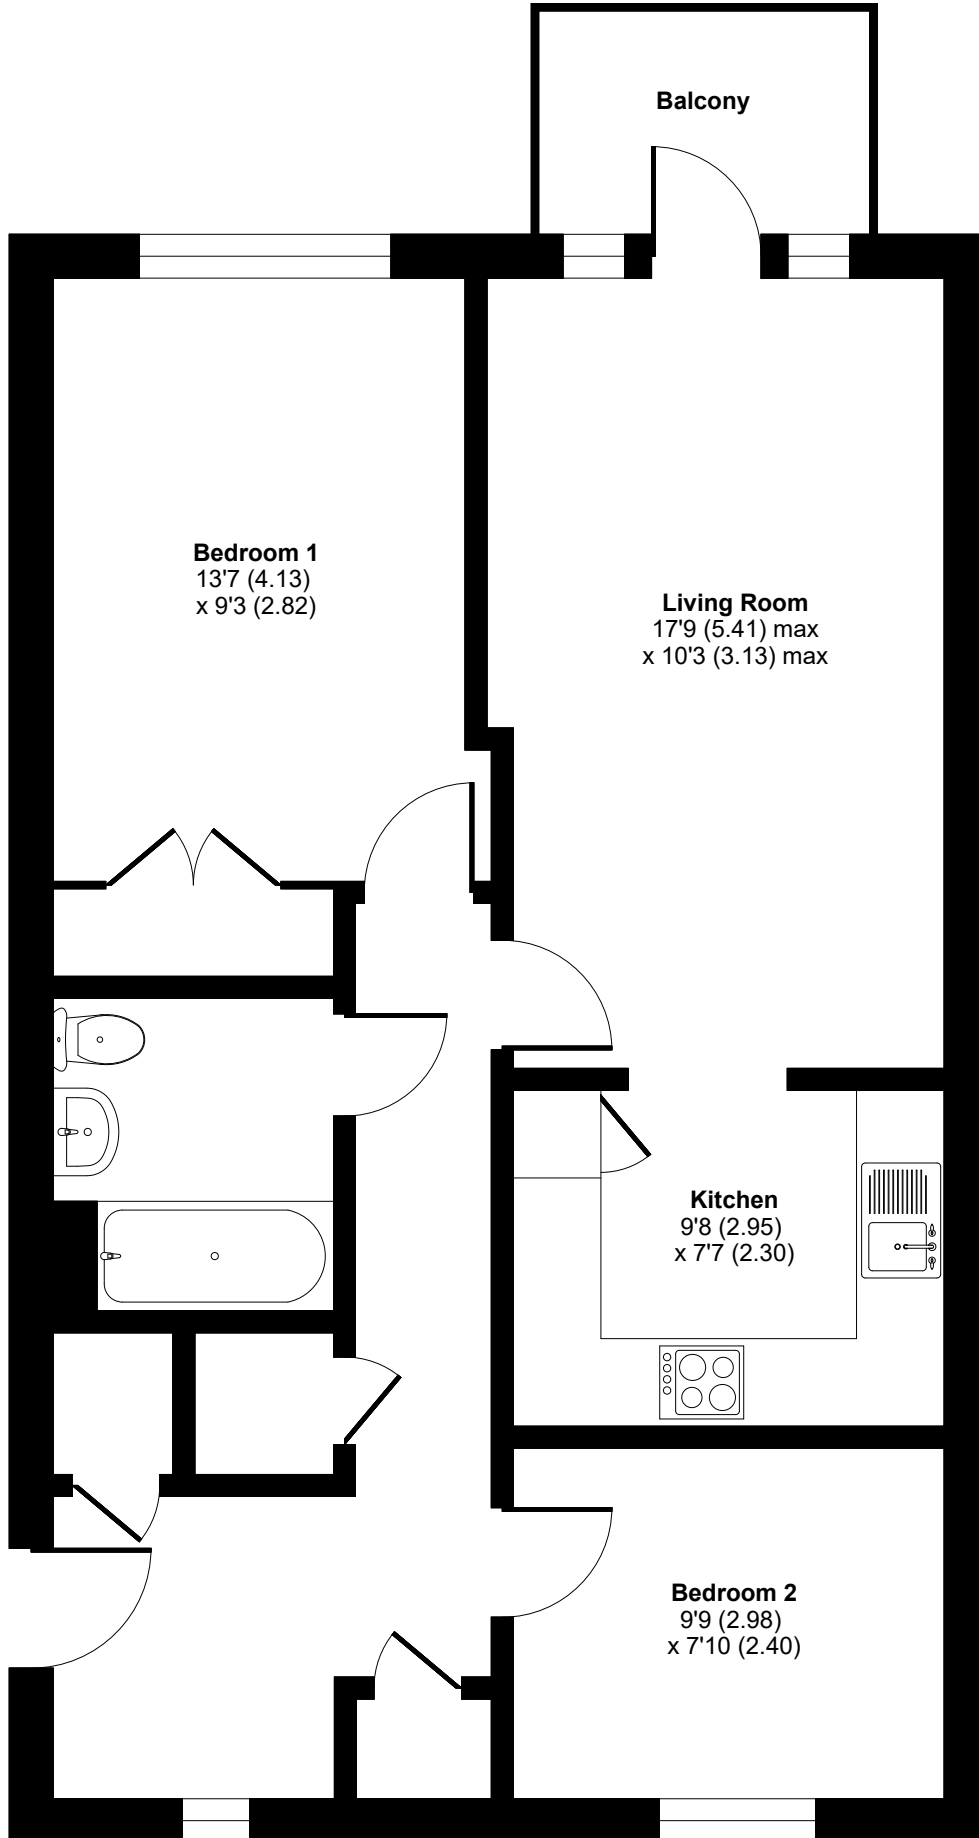 Balcony
Bedroom 1
13'7 (4.13)
x 9'3 (2.82)
Living Room
17'9 (5.41) max
x 10'3 (3.13) max
Kitchen
9'8 (2.95)
x 7'7 (2.30)
Bedroom 2
9'9 (2.98)
x 7'10 (2.40)